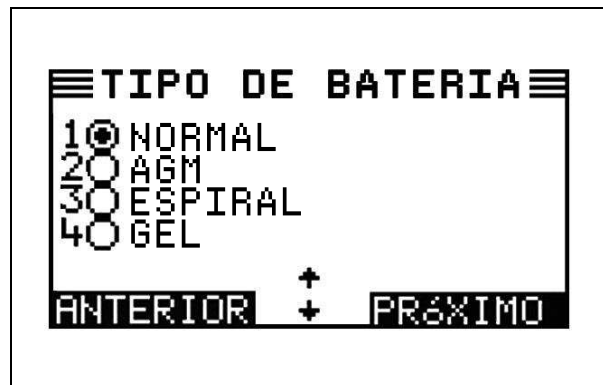 TIPO DE BATERIA
1 NORMAL
2 AGM
3 ESPIRAL
4 GEL
ANTERIOR PRóXIMO